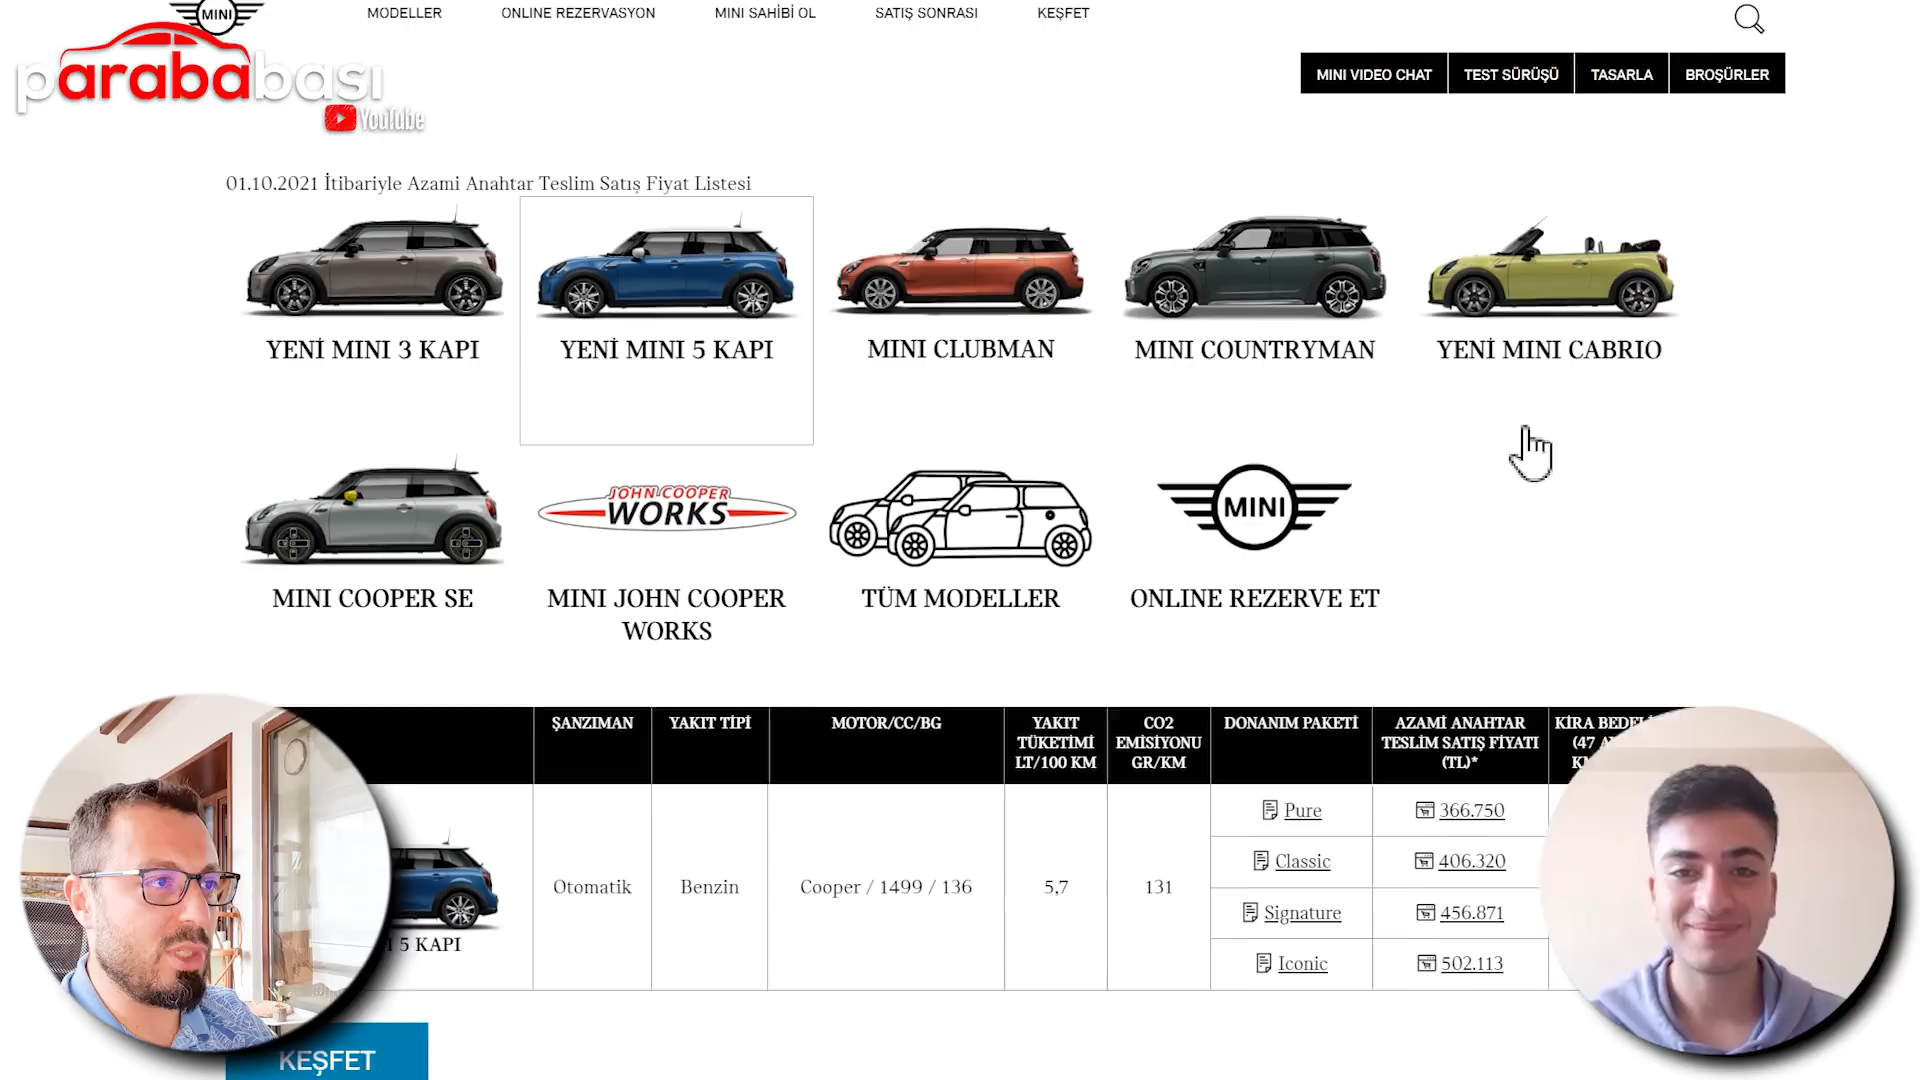 MINI
MODELLER
ONLINE REZERVASYON
MINI SAHİBİ OL
SATIŞ SONRASI
KEŞFET
parababası
YouTube
MINI VIDEO CHAT
TEST SÜRÜŞÜ
TASARLA
BROŞÜRLER
01.10.2021 İtibariyle Azami Anahtar Teslim Satış Fiyat Listesi
YENİ MINI 3 KAPI
YENİ MINI 5 KAPI
MINI CLUBMAN
MINI COUNTRYMAN
YENİ MINI CABRIO
JOHN COOPER
WORKS
MINI
MINI COOPER SE
MINI JOHN COOPER
WORKS
TÜM MODELLER
ONLINE REZERVE ET
ŞANZIMAN
YAKIT TİPİ
MOTOR/CC/BG
YAKIT
TÜKETİMİ
LT/100 KM
CO2
EMİSİYONU
GR/KM
DONANIM PAKETİ
AZAMİ ANAHTAR
TESLİM SATIŞ FİYATI
(TL)*
KİRA
(47
5 KAPI
Otomatik
Benzin
Cooper / 1499 / 136
5,7
131
Pure
366.750
Classic
406.320
Signature
456.871
Iconic
502.113
KEŞFET